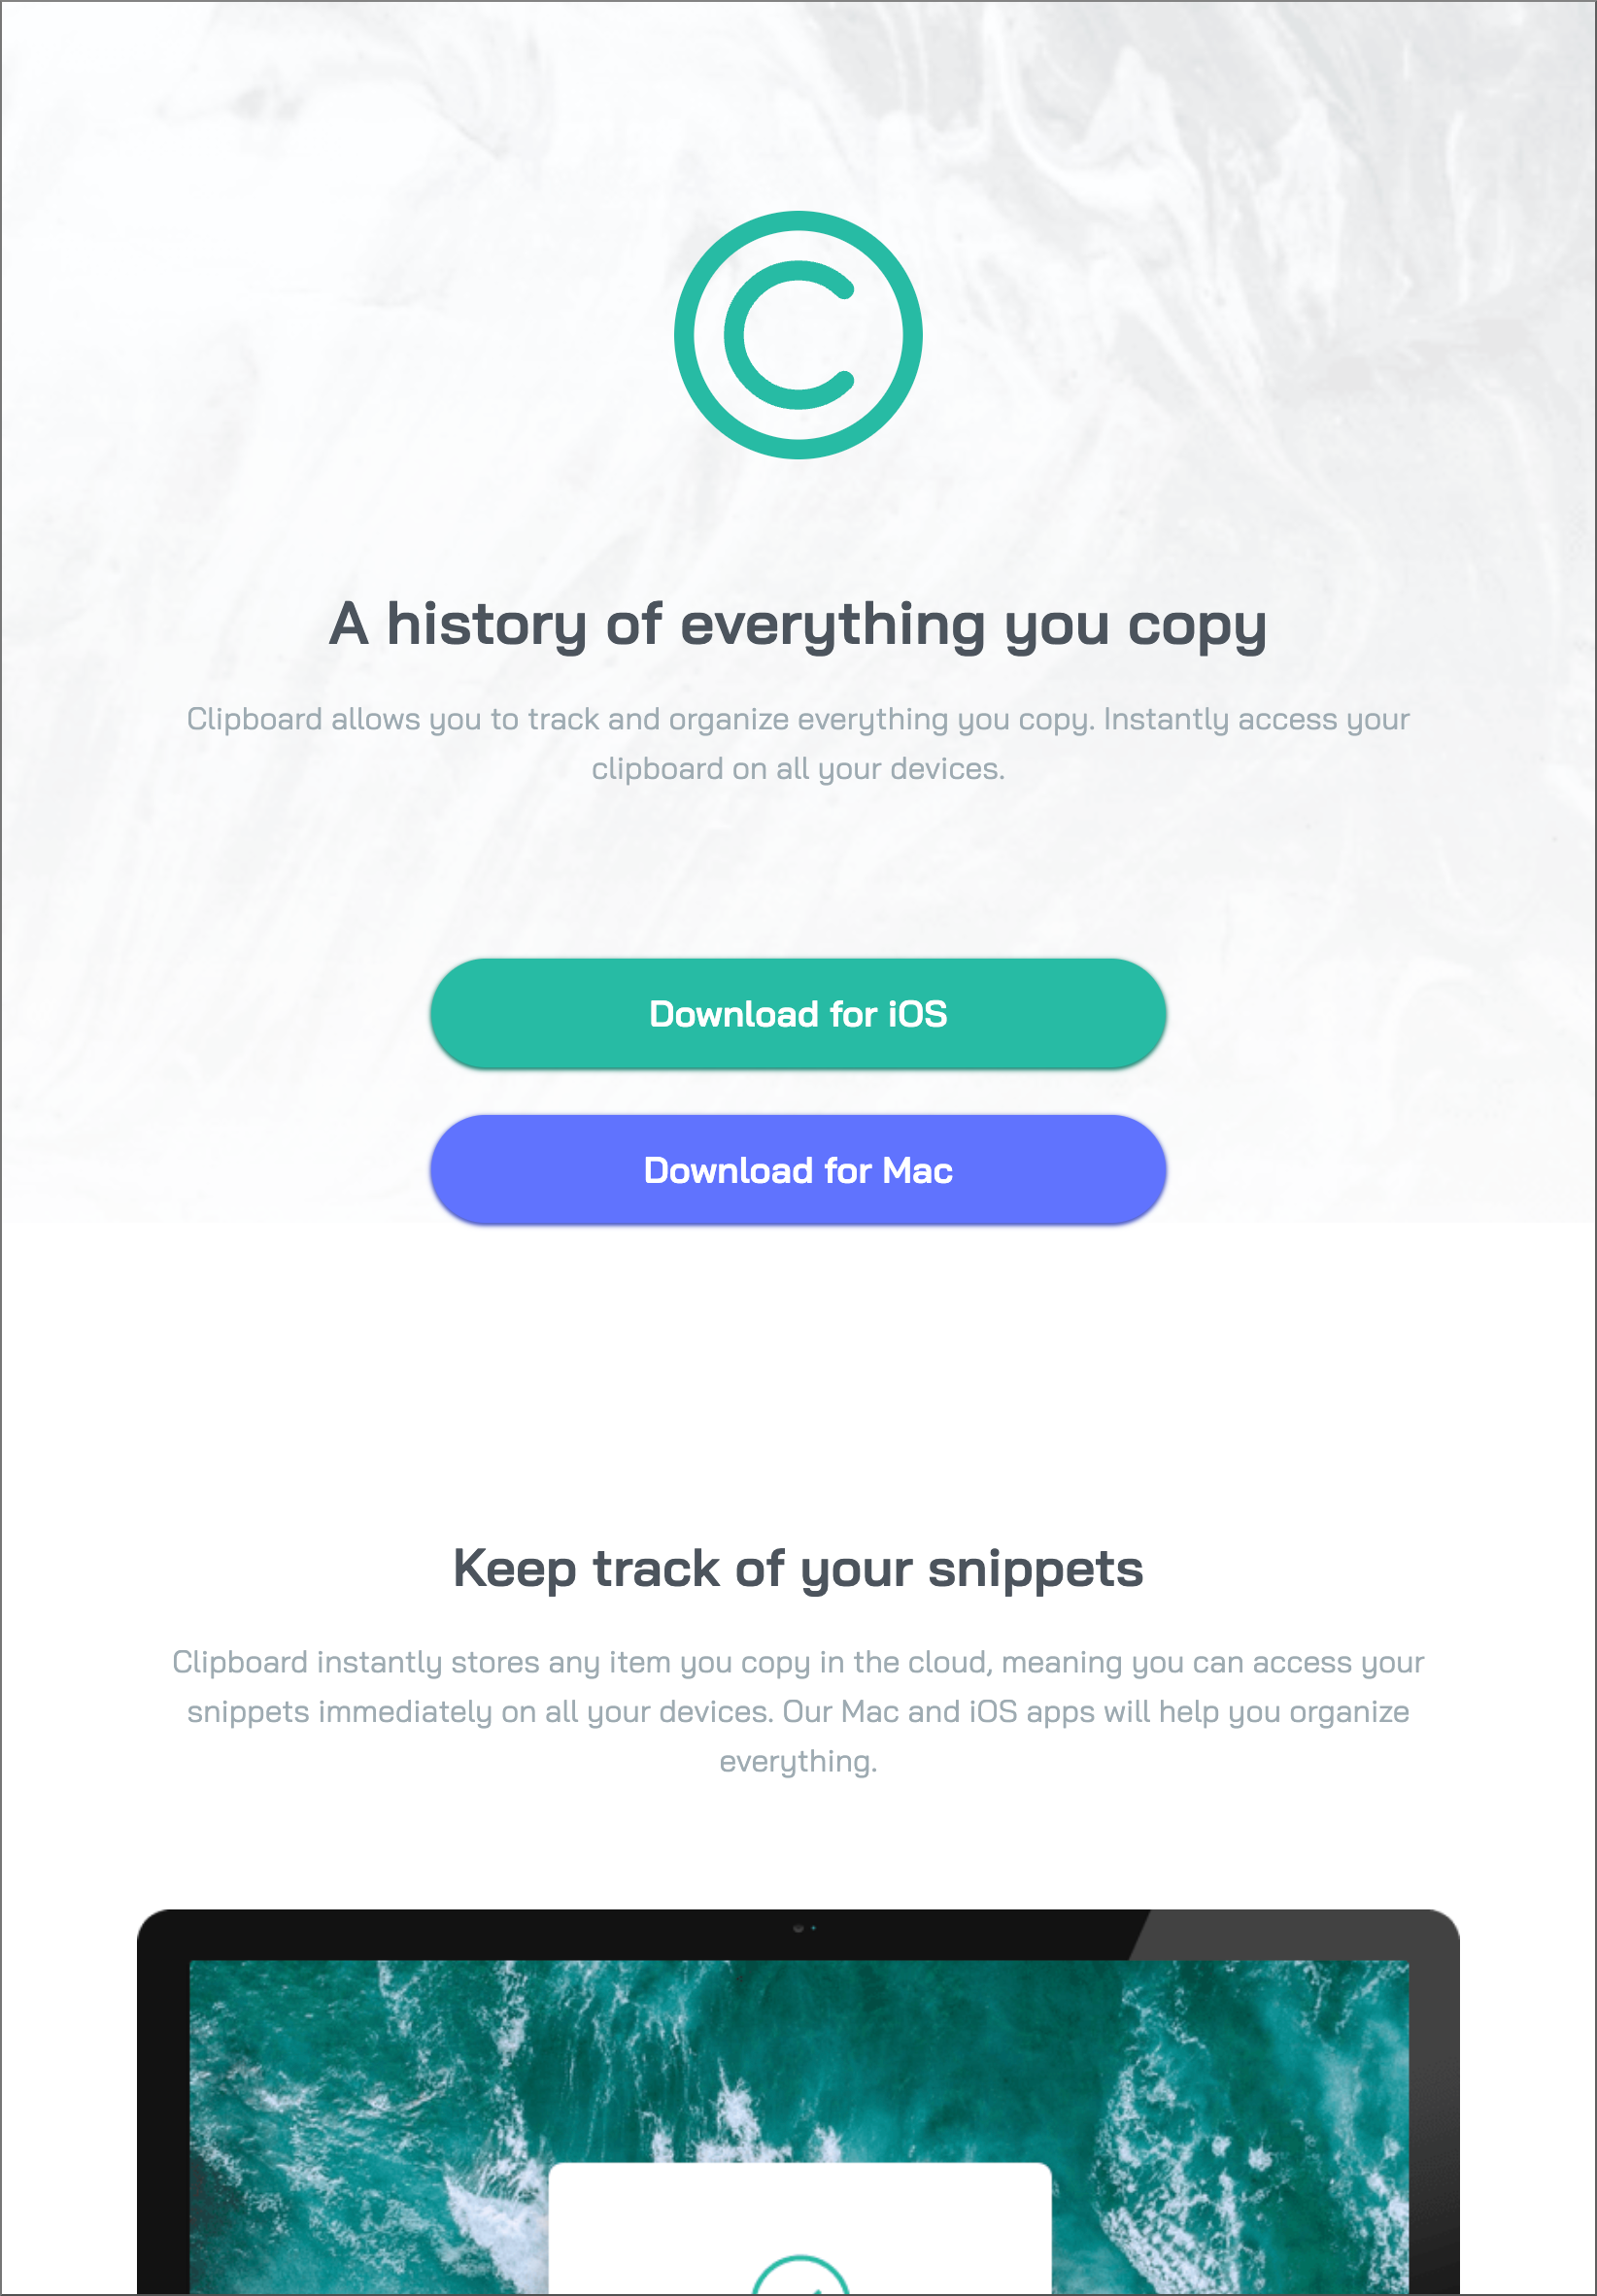 A history of everything you copy
Clipboard allows you to track and organize everything you copy. Instantly access your
clipboard on all your devices.
Download for iOS
Download for Mac
Keep track of your snippets
Clipboard instantly stores any item you copy in the cloud, meaning you can access your
snippets immediately on all your devices. Our Mac and iOS apps will help you organize
everything.